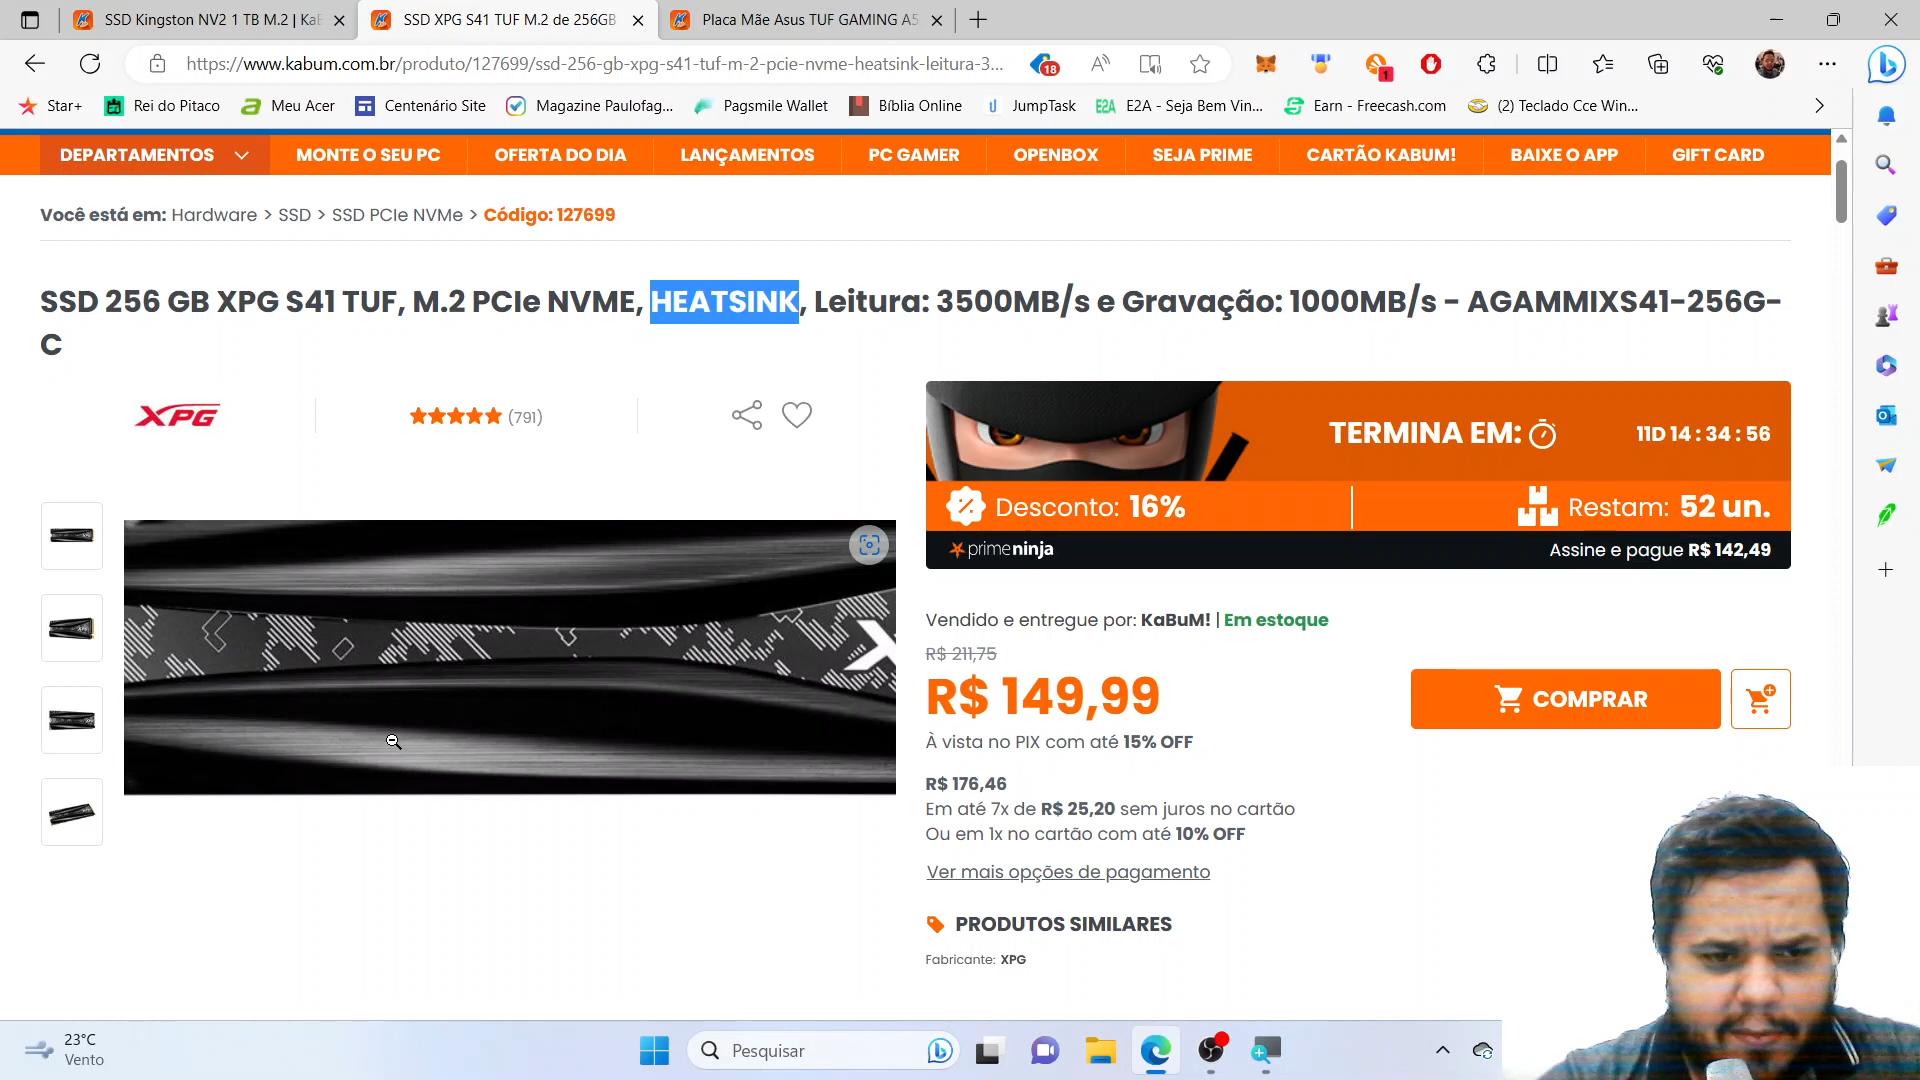 SSD Kingston NV2 1 TB M.2 | KaB
SSD XPG S41 TUF M.2 de 256GB
Placa Mãe Asus TUF GAMING A5
https://www.kabum.com.br/produto/127699/ssd-256-gb-xpg-s41-tuf-m-2-pcie-nvme-heatsink-leitura-3...
18
1
Star+
Rei do Pitaco
Meu Acer
Centenário Site
Magazine Paulofag...
Pagsmile Wallet
Bíblia Online
JumpTask
E2A - Seja Bem Vin...
Earn - Freecash.com
(2) Teclado Cce Win...
DEPARTAMENTOS
MONTE O SEU PC
OFERTA DO DIA
LANÇAMENTOS
PC GAMER
OPENBOX
SEJA PRIME
CARTÃO KABUM!
BAIXE O APP
GIFT CARD
Você está em: Hardware > SSD > SSD PCIe NVMe > Código: 127699
SSD 256 GB XPG S41 TUF, M.2 PCIe NVME, HEATSINK, Leitura: 3500MB/s e Gravação: 1000MB/s - AGAMMIXS41-256G-
C
XPG
(791)
TERMINA EM:
11D 14 : 34 : 56
Desconto: 16%
Restam: 52 un.
primeninja
Assine e pague R$ 142,49
Vendido e entregue por: KaBuM! | Em estoque
R$ 211,75
R$ 149,99
COMPRAR
À vista no PIX com até 15% OFF
R$ 176,46
Em até 7x de R$ 25,20 sem juros no cartão
Ou em 1x no cartão com até 10% OFF
Ver mais opções de pagamento
PRODUTOS SIMILARES
Fabricante: XPG
23°C
Vento
Pesquisar